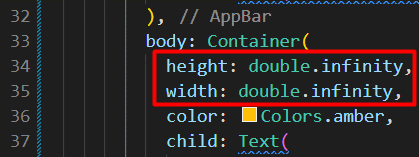 32 ), // AppBar
33 body: Container(
34 height: double.infinity,
35 width: double.infinity,
36 color: Colors.amber,
37 child: Text(